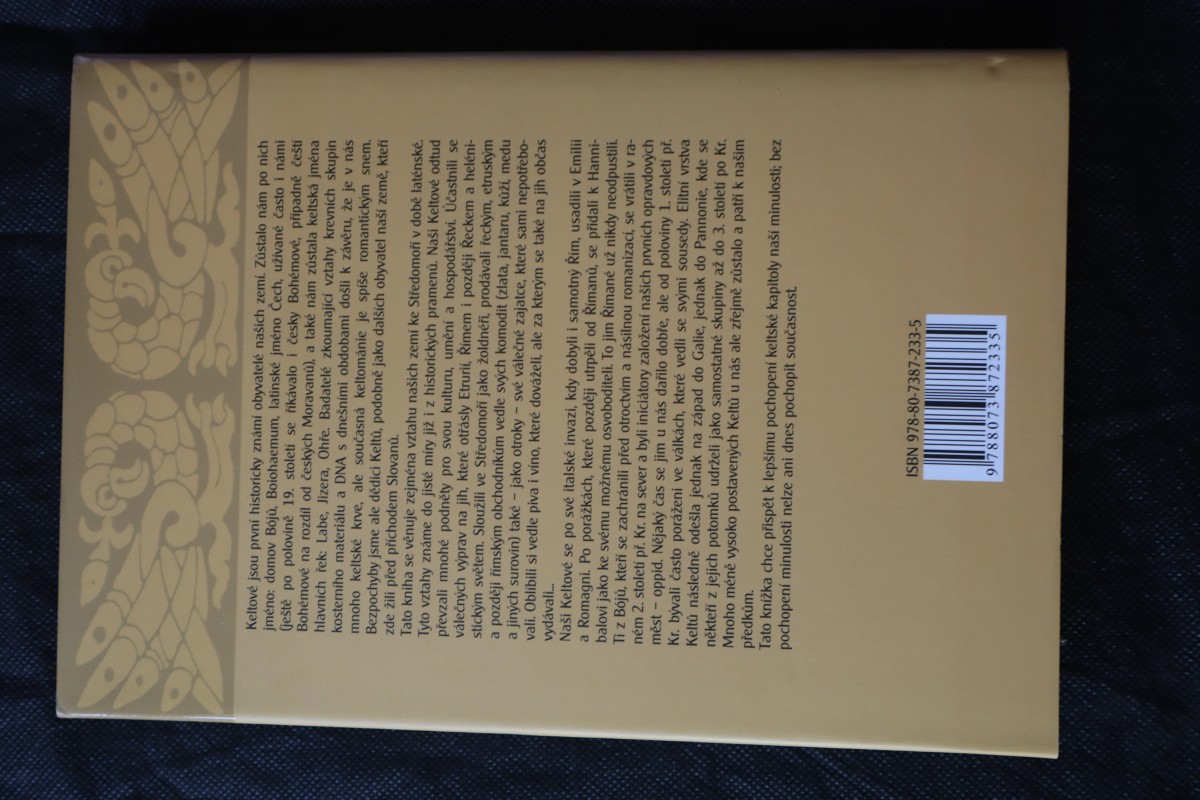 Keltové jsou první historicky známí obyvatelé našich zemí. Zůstalo nám po nich
jméno: domov Bójů, Boiohaemum, latinské jméno Čech, užívané často i námi
(ještě po polovině 19. století se říkávalo i česky Bohémové, případně čeští
Bohémové na rozdíl od českých Moravanů), a také nám zůstala keltská jména
hlavních řek: Labe, Jizera, Ohře. Badatelé zkoumající vztahy krevních skupin
kosterního materiálu a DNA s dnešními obdobami došli k závěru, že je v nás
mnoho keltské krve, ale současná keltománie je spíše romantickým snem.
Bezpochyby jsme ale dědici Keltů, podobně jako dalších obyvatel naší země, kteří
zde žili před příchodem Slovanů.
Tato kniha se věnuje zejména vztahu našich zemí ke Středomoří v době laténské.
Tyto vztahy známe do jisté míry již i z historických pramenů. Naši Keltové odtud
převzali mnohé podněty pro svou kulturu, umění a hospodářství. Účastnili se
válečných výprav na jih, které otřásly Etrurií, Římem i později Řeckem a heléni-
stickým světem. Sloužili ve Středomoří jako žoldnéři, prodávali řeckým, etruským
a později římským obchodníkům vedle svých komodit (zlata, jantaru, kůží, medu
a jiných surovin) také – jako otroky – své válečné zajatce, které sami nepotřebo-
vali. Oblíbili si vedle piva i víno, které dováželi, ale za kterým se také na jih občas
vydávali...
Naši Keltové se po své italské invazi, kdy dobyli i samotný Řím, usadili v Emilii
a Romagni. Po porážkách, které později utrpěli od Římanů, se přidali k Hanni-
balovi jako ke svému možnému osvoboditeli. To jim Římané už nikdy neodpustili.
Ti z Bójů, kteří se zachránili před otroctvím a násilnou romanizací, se vrátili v ra-
ném 2. století př. Kr. na sever a byli iniciátory založení našich prvních opravdových
měst – oppid. Nějaký čas se jim u nás dařilo dobře, ale od poloviny 1. století př.
Kr. bývali často poráženi ve válkách, které vedli se svými sousedy. Elitní vrstva
Keltů následně odešla jednak na západ do Galie, jednak do Pannonie, kde se
někteří z jejich potomků udrželi jako samostatné skupiny až do 3. století po Kr.
Mnoho méně vysoko postavených Keltů u nás ale zřejmě zůstalo a patří k našim
předkům.
Tato knížka chce přispět k lepšímu pochopení keltské kapitoly naší minulosti; bez
pochopení minulosti nelze ani dnes pochopit současnost.
ISBN 978-80-7387-233-5
9 788073 872335